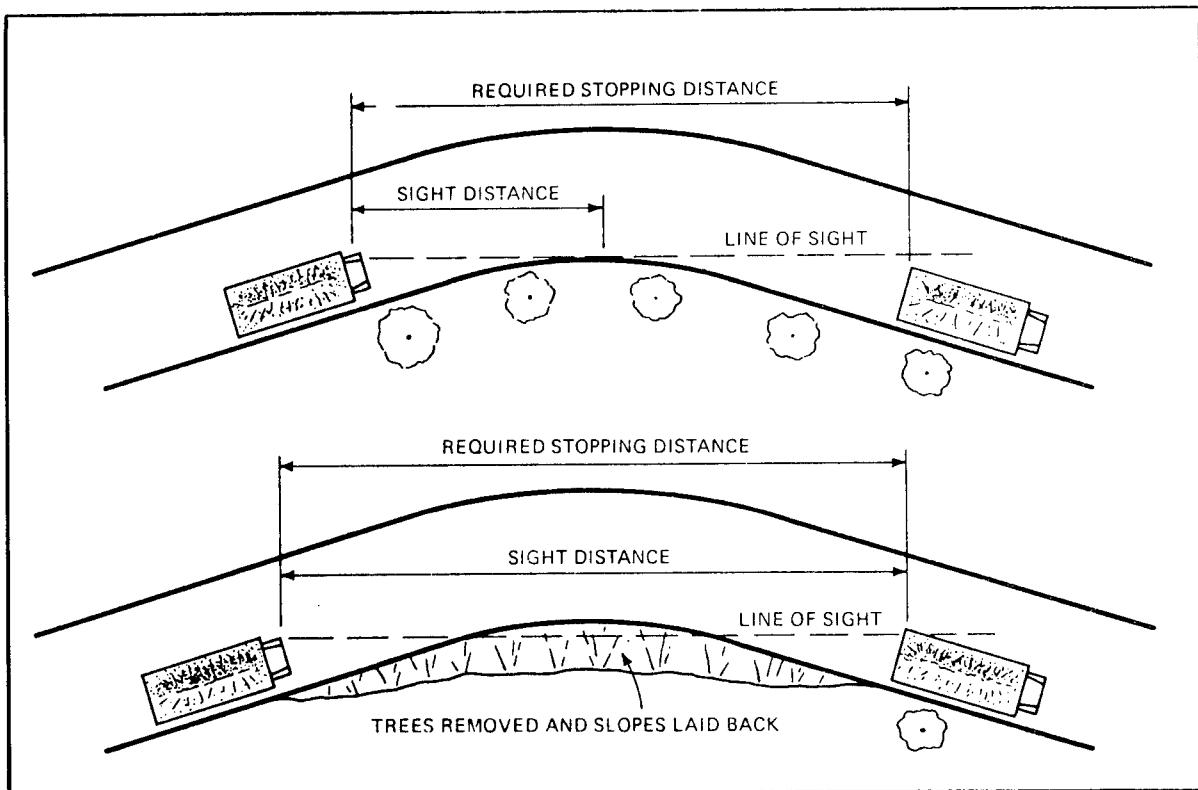 REQUIRED STOPPING DISTANCE
SIGHT DISTANCE
LINE OF SIGHT
REQUIRED STOPPING DISTANCE
SIGHT DISTANCE
LINE OF SIGHT
TREES REMOVED AND SLOPES LAID BACK